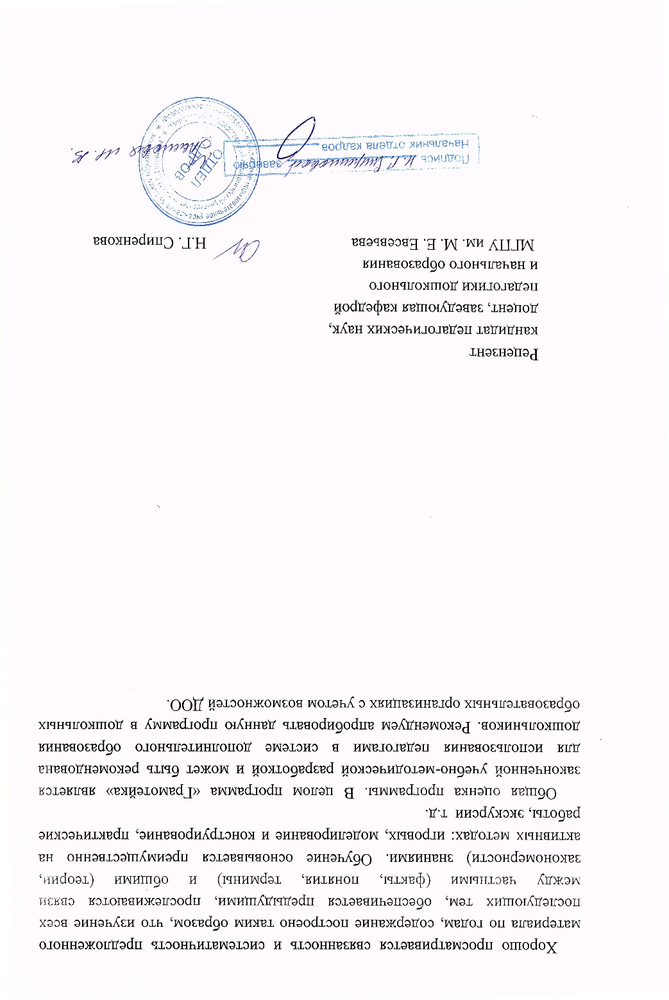 Хорошо просматривается связанность и систематичность предложенного
материала по годам, содержание построено таким образом, что изучение всех
последующих тем, обеспечивается предыдущими, прослеживаются связи
между частными (факты, понятия, термины) и общими (теории,
закономерности) знаниями. Обучение основывается преимущественно на
активных методах: игровых, моделирование и конструирование, практические
работы, экскурсии т.д.
Общая оценка программы. В целом программа «Грамотейка» является
законченной учебно-методической разработкой и может быть рекомендована
для использования педагогами в системе дополнительного образования
дошкольников. Рекомендуем апробировать данную программу в дошкольных
образовательных организациях с учетом возможностей ДОО.
Рецензент
кандидат педагогических наук,
доцент, заведующая кафедрой
педагогики дошкольного
и начального образования
МГПУ им. М. Е. Евсевьева Н.Г. Спиренкова
Подпись Н.Г. Спиренковой заверяю
Начальник отдела кадров
ОТДЕЛ
КАДРОВ